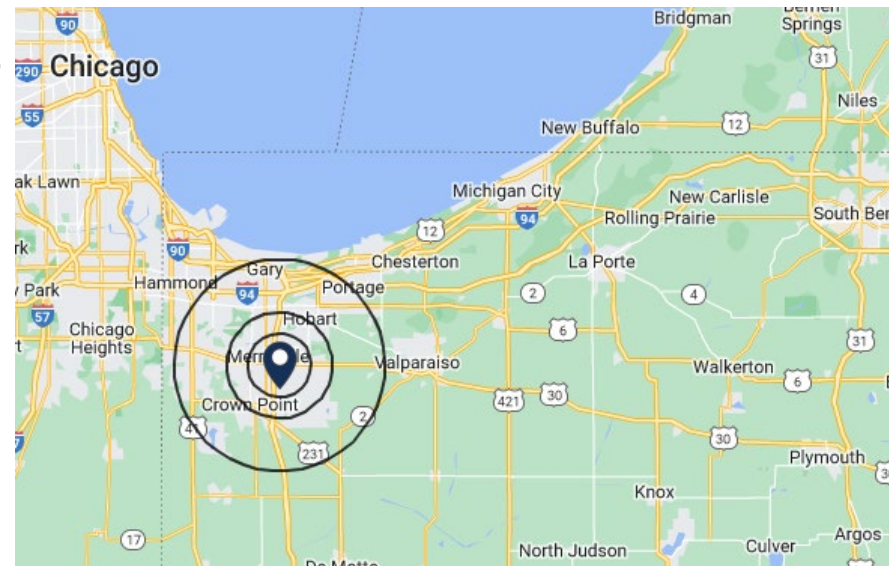 90
Bridgman
Springs
290
Chicago
31
55
Niles
New Buffalo
12
ak Lawn
Michigan City
New Carlisle
94
Rolling Prairie
South Ben
12
90
Chesterton
La Porte
Gary
Hammond
94
Portage
2
4
y Park
57
Hobart
Chicago
Heights
6
31
Valparaiso
Walkerton
6
Crown Point
421
30
2
41
30
231
Plymouth
Knox
17
North Judson
Culver
Argos